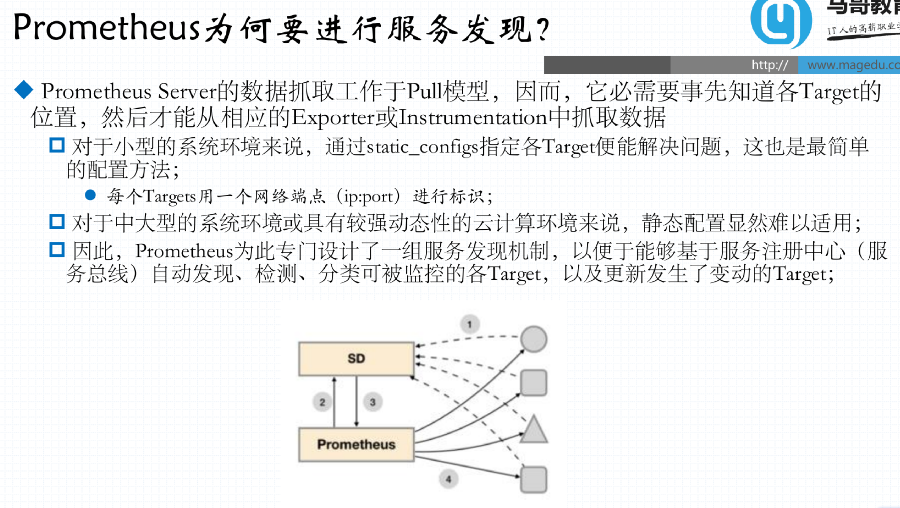 Prometheus为何要进行服务发现?
马哥教育
IT人的高薪职业
http://
www.magedu.co
Prometheus Server的数据抓取工作于Pull模型，因而，它必需要事先知道各Target的
位置，然后才能从相应的Exporter或Instrumentation中抓取数据
对于小型的系统环境来说，通过static_configs指定各Target便能解决问题，这也是最简单
的配置方法；
每个Targets用一个网络端点（ip:port）进行标识；
对于中大型的系统环境或具有较强动态性的云计算环境来说，静态配置显然难以适用；
因此，Prometheus为此专门设计了一组服务发现机制，以便于能够基于服务注册中心（服
务总线）自动发现、检测、分类可被监控的各Target，以及更新发生了变动的Target；
1
SD
2
3
Prometheus
4